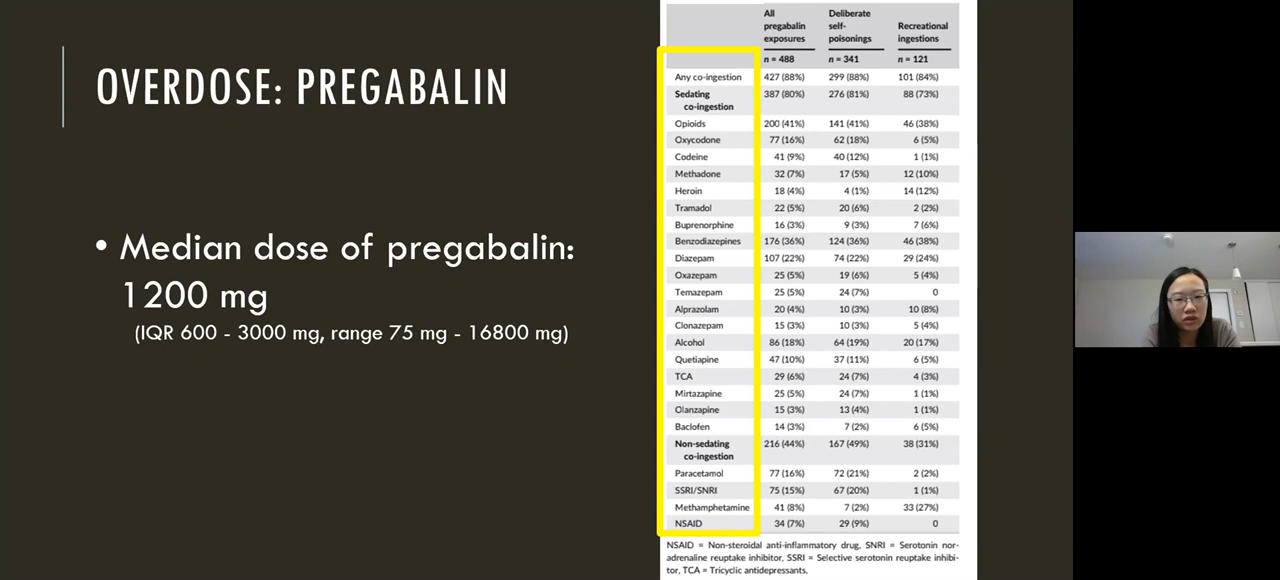 OVERDOSE: PREGABALIN
• Median dose of pregabalin:
1200 mg
(IQR 600 - 3000 mg, range 75 mg - 16800 mg)
All pregabalin exposures Deliberate self-poisonings Recreational ingestions
n = 488 n = 341 n = 121
Any co-ingestion 427 (88%) 299 (88%) 101 (84%)
Sedating co-ingestion 387 (80%) 276 (81%) 88 (73%)
Opioids 200 (41%) 141 (41%) 46 (38%)
Oxycodone 77 (16%) 62 (18%) 6 (5%)
Codeine 41 (9%) 40 (12%) 1 (1%)
Methadone 32 (7%) 17 (5%) 12 (10%)
Heroin 18 (4%) 4 (1%) 14 (12%)
Tramadol 22 (5%) 20 (6%) 2 (2%)
Buprenorphine 16 (3%) 9 (3%) 7 (6%)
Benzodiazepines 176 (36%) 124 (36%) 46 (38%)
Diazepam 107 (22%) 74 (22%) 29 (24%)
Oxazepam 25 (5%) 19 (6%) 5 (4%)
Temazepam 25 (5%) 24 (7%) 0
Alprazolam 20 (4%) 10 (3%) 10 (8%)
Clonazepam 15 (3%) 10 (3%) 5 (4%)
Alcohol 86 (18%) 64 (19%) 20 (17%)
Quetiapine 47 (10%) 37 (11%) 6 (5%)
TCA 29 (6%) 24 (7%) 4 (3%)
Mirtazapine 25 (5%) 24 (7%) 1 (1%)
Olanzapine 15 (3%) 13 (4%) 1 (1%)
Baclofen 14 (3%) 7 (2%) 6 (5%)
Non-sedating co-ingestion 216 (44%) 167 (49%) 38 (31%)
Paracetamol 77 (16%) 72 (21%) 2 (2%)
SSRI/SNRI 75 (15%) 67 (20%) 1 (1%)
Methamphetamine 41 (8%) 7 (2%) 33 (27%)
NSAID 34 (7%) 29 (9%) 0
NSAID = Non-steroidal anti-inflammatory drug, SNRI = Serotonin nor-
adrenaline reuptake inhibitor, SSRI = Selective serotonin reuptake inhibi-
tor, TCA = Tricyclic antidepressants.